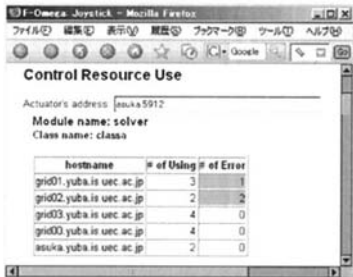 F-Omega Joystick - Mozilla Firefox
ファイル(F) 編集(E) 表示(V) 履歴(S) ブックマーク(B) ツール(T) ヘルプ(H)
Google
Control Resource Use
Actuator's address asuka:5912
Module name: solver
Class name: classa
hostname # of Using # of Error
grid01.yuba.is.uec.ac.jp 3 1
grid02.yuba.is.uec.ac.jp 2 2
grid03.yuba.is.uec.ac.jp 4 0
grid00.yuba.is.uec.ac.jp 4 0
asuka.yuba.is.uec.ac.jp 2 0